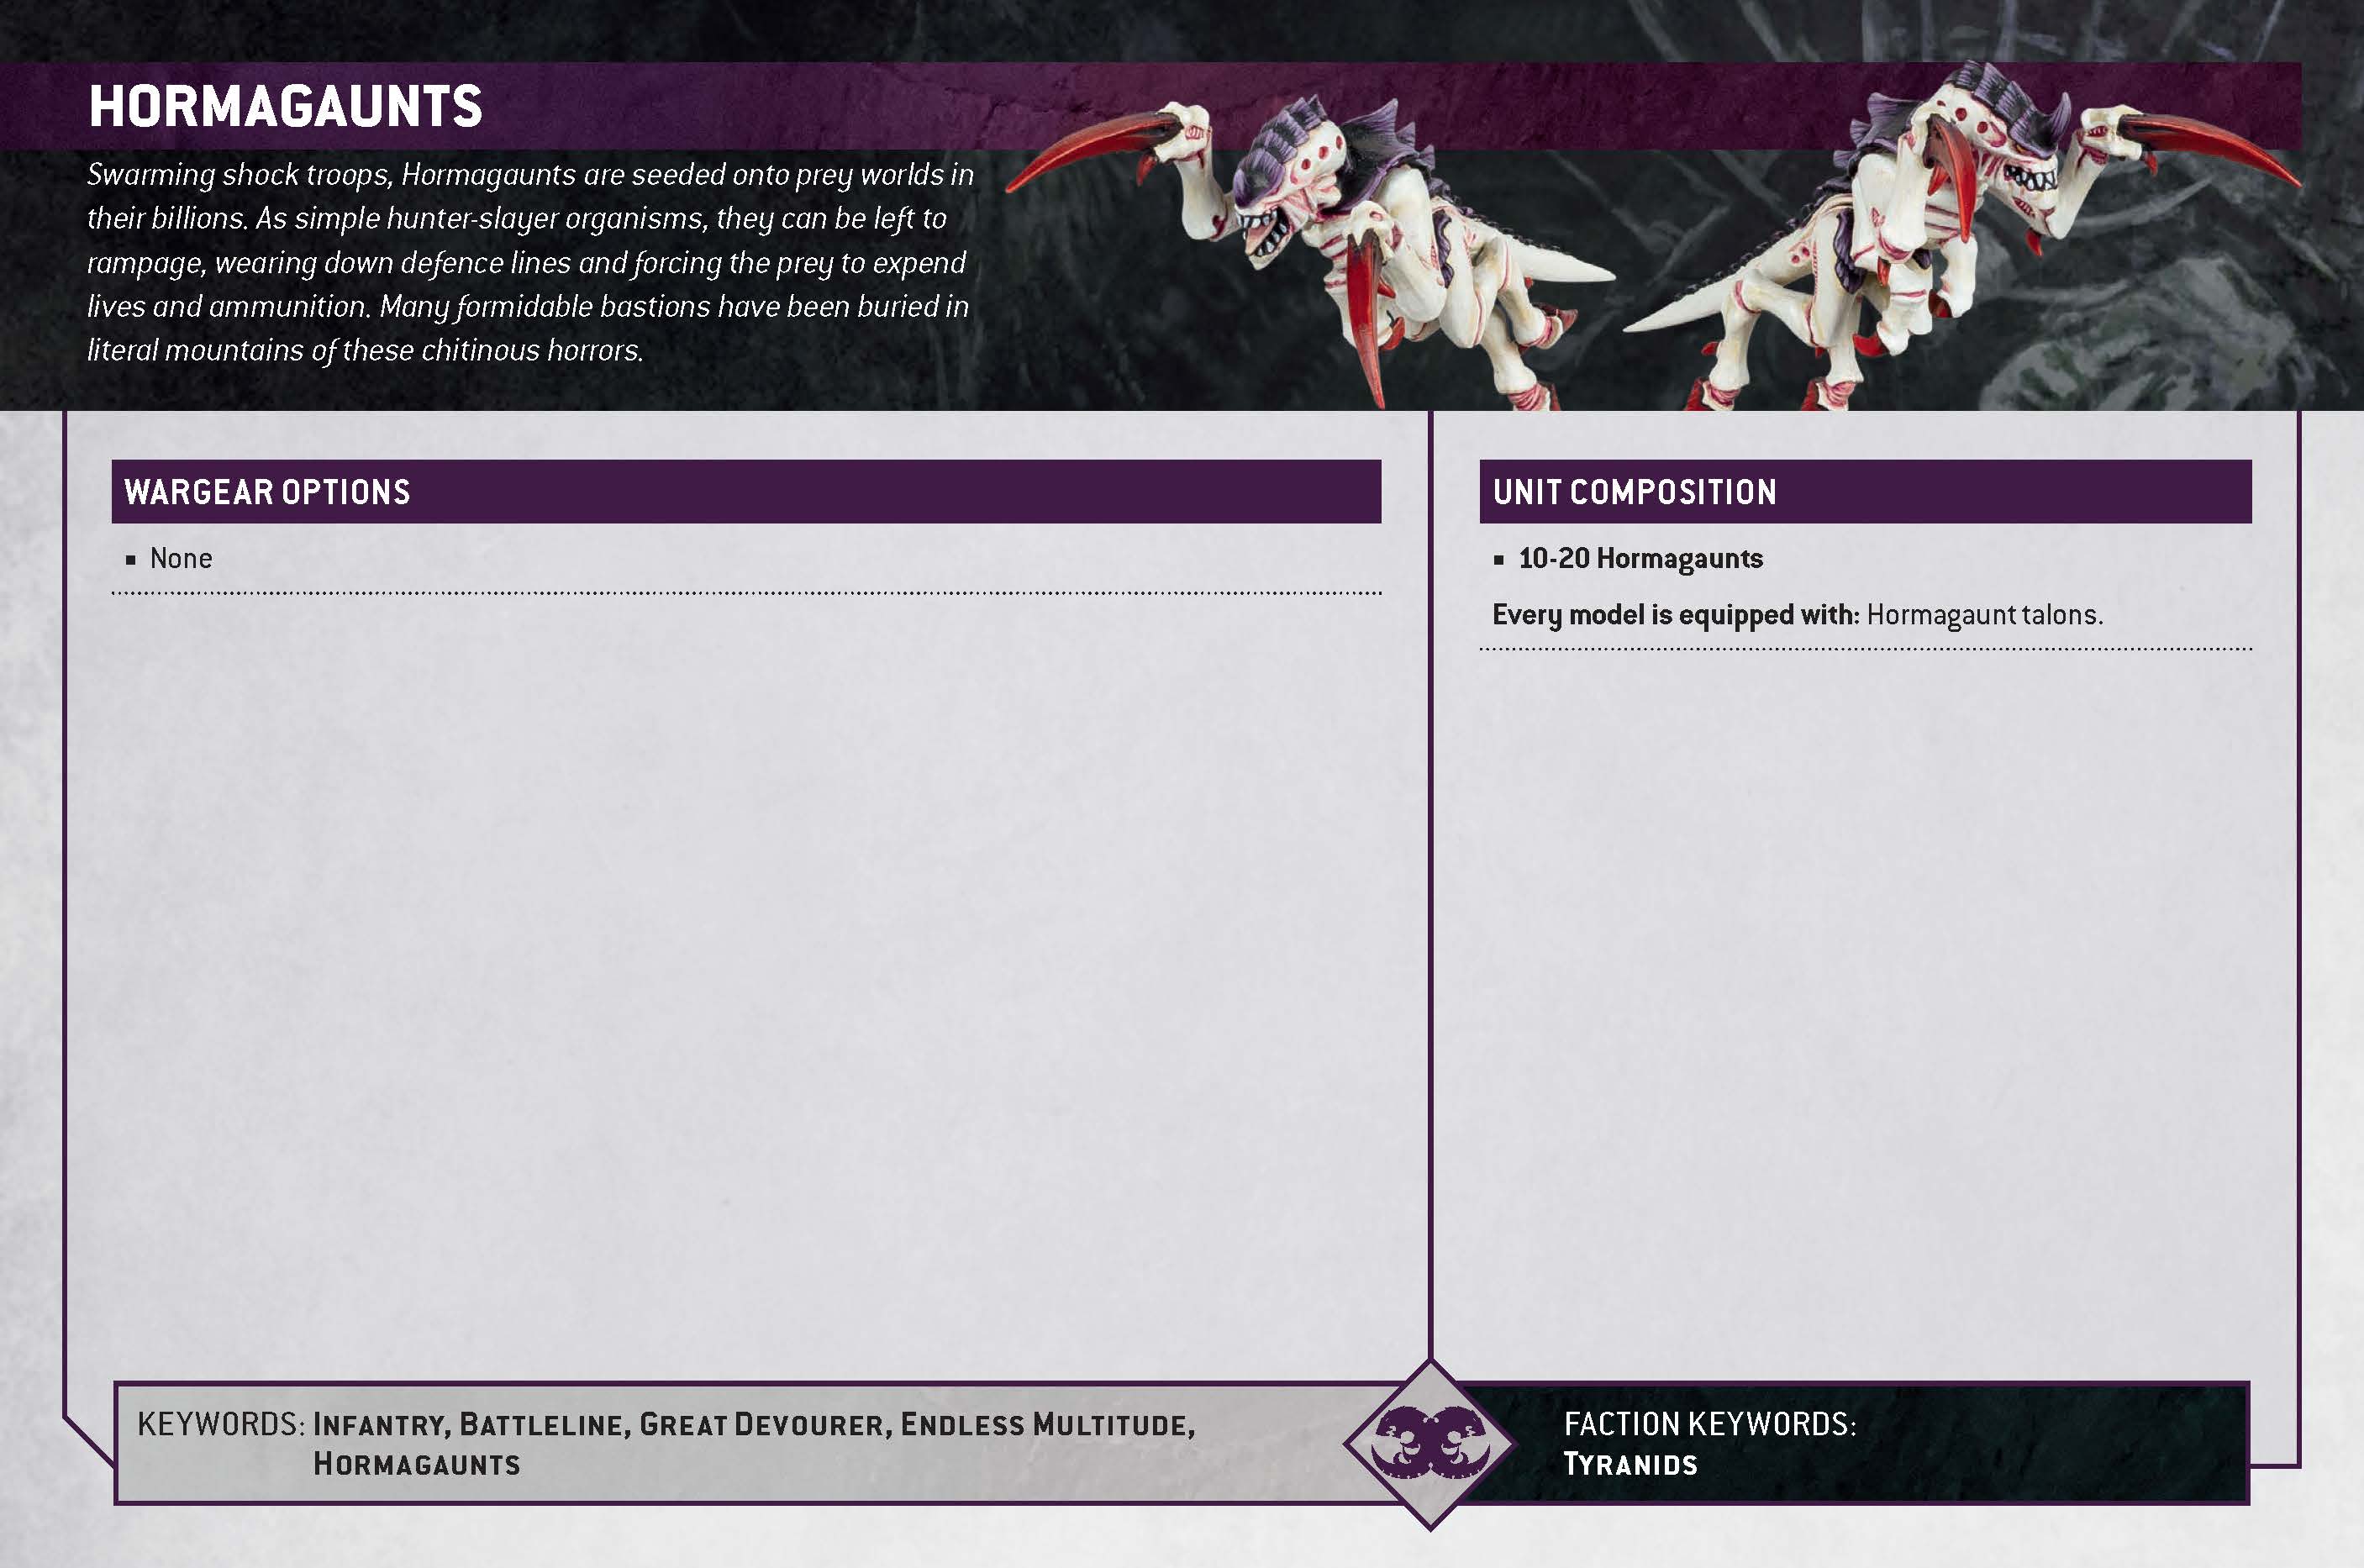 HORMAGAUNTS
Swarming shock troops, Hormagaunts are seeded onto prey worlds in
their billions. As simple hunter-slayer organisms, they can be left to
rampage, wearing down defence lines and forcing the prey to expend
lives and ammunition. Many formidable bastions have been buried in
literal mountains of these chitinous horrors.
WARGEAR OPTIONS
▪ None
UNIT COMPOSITION
▪ 10-20 Hormagaunts
Every model is equipped with: Hormagaunt talons.
KEYWORDS: INFANTRY, BATTLELINE, GREAT DEVOURER, ENDLESS MULTITUDE,
HORMAGAUNTS
FACTION KEYWORDS:
TYRANIDS